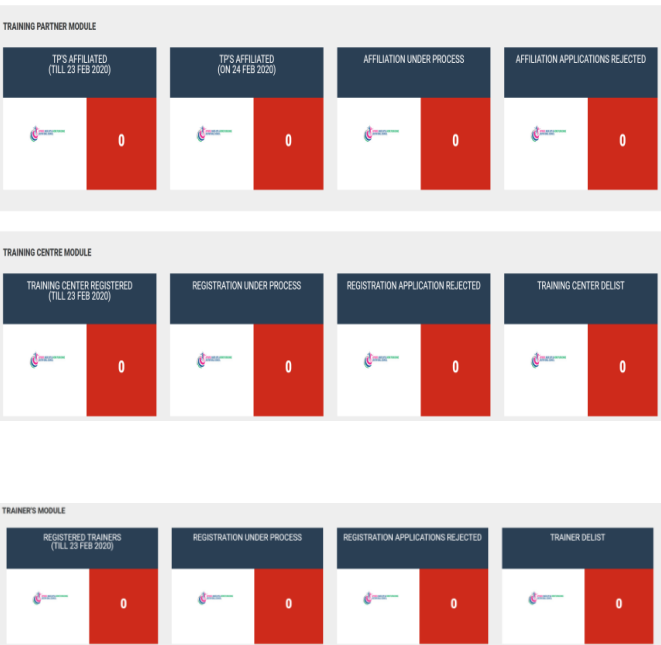 TRAINING PARTNER MODULE
TP'S AFFILIATED
(TILL 23 FEB 2020)
TP'S AFFILIATED
(ON 24 FEB 2020)
AFFILIATION UNDER PROCESS
AFFILIATION APPLICATIONS REJECTED
0
0
0
0
TRAINING CENTRE MODULE
TRAINING CENTER REGISTERED
(TILL 23 FEB 2020)
REGISTRATION UNDER PROCESS
REGISTRATION APPLICATION REJECTED
TRAINING CENTER DELIST
0
0
0
0
TRAINER'S MODULE
REGISTERED TRAINERS
(TILL 23 FEB 2020)
REGISTRATION UNDER PROCESS
REGISTRATION APPLICATIONS REJECTED
TRAINER DELIST
0
0
0
0